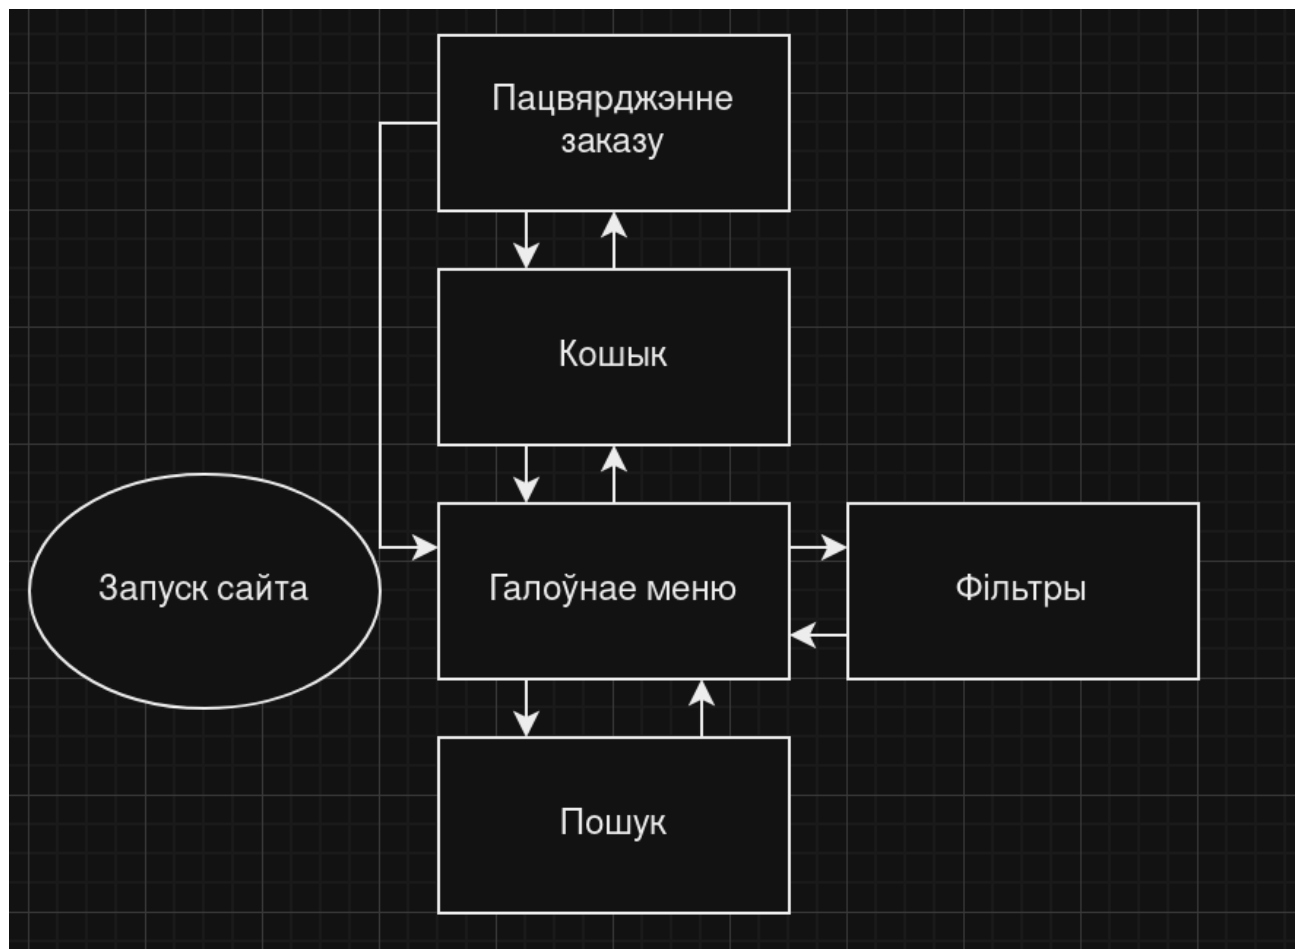 Пацвярджэнне
заказу
Кошык
Запуск сайта
Галоўнае меню
Фільтры
Пошук